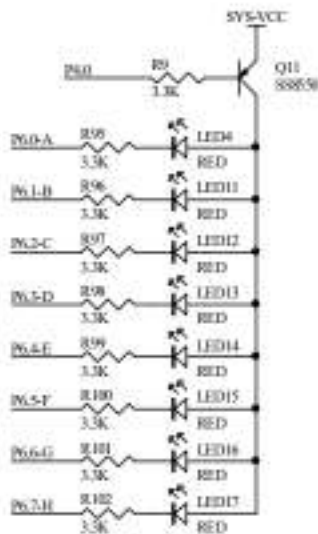 SYS-VCC
R9
Q11
P4.0
SS8550
3.3K
R95
LED4
P6.0-A
3.3K
RED
R96
LED11
P6.1-B
3.3K
RED
R97
LED12
P6.2-C
3.3K
RED
R98
LED13
P6.3-D
3.3K
RED
R99
LED14
P6.4-E
3.3K
RED
R100
LED15
P6.5-F
3.3K
RED
R101
LED16
P6.6-G
3.3K
RED
R102
LED17
P6.7-H
3.3K
RED